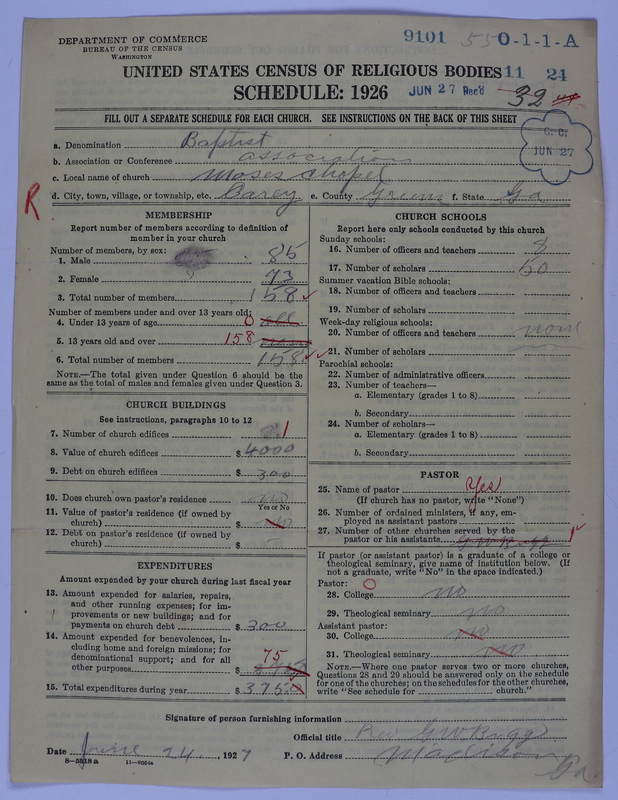 DEPARTMENT OF COMMERCE
BUREAU OF THE CENSUS
WASHINGTON
9101 550-1-1-A
UNITED STATES CENSUS OF RELIGIOUS BODIES 11 24
SCHEDULE: 1926 JUN 27 Rec'd 32
FILL OUT A SEPARATE SCHEDULE FOR EACH CHURCH. SEE INSTRUCTIONS ON THE BACK OF THIS SHEET
C. C.
JUN 27
a. Denomination Baptist
b. Association or Conference association
c. Local name of church Moses Chapel
R
d. City, town, village, or township, etc. Carey e. County Green f. State Ga
MEMBERSHIP
Report number of members according to definition of
member in your church
Number of members, by sex:
1. Male 85
2. Female 73
3. Total number of members 158
Number of members under and over 13 years old:
4. Under 13 years of age 0 all
5. 13 years old and over 158
6. Total number of members 158
NOTE.—The total given under Question 6 should be
same as the total of males and females given under Question 3.
CHURCH BUILDINGS
See instructions, paragraphs 10 to 12
7. Number of church edifices 1
8. Value of church edifices $ 4000
9. Debt on church edifices $ 300
10. Does church own pastor's residence no
Yes or No
11. Value of pastor's residence (if owned by
church) $ no
12. Debt on pastor's residence (if owned by
church) $
EXPENDITURES
Amount expended by your church during last fiscal year
13. Amount expended for salaries, repairs,
and other running expenses; for im-
provements or new buildings; and for
payments on church debt $ 300
14. Amount expended for benevolences, in-
cluding home and foreign missions; for
denominational support; and for all
other purposes $ 75
15. Total expenditures during year $ 375
CHURCH SCHOOLS
Report here only schools conducted by this church
Sunday schools:
16. Number of officers and teachers 8
17. Number of scholars 60
Summer vacation Bible schools:
18. Number of officers and teachers
19. Number of scholars
Week-day religious schools:
20. Number of officers and teachers none
21. Number of scholars
Parochial schools:
22. Number of administrative officers
23. Number of teachers—
a. Elementary (grades 1 to 8)
b. Secondary
24. Number of scholars—
a. Elementary (grades 1 to 8)
b. Secondary
PASTOR
25. Name of pastor Yes
(If church has no pastor, write "None")
26. Number of ordained ministers, if any, em-
ployed as assistant pastors
27. Number of other churches served by the
pastor or his assistants 1
If pastor (or assistant pastor) is a graduate of a college or
theological seminary, give name of institution below. (If
not a graduate, write "No" in the space indicated.)
Pastor: 0
28. College no
29. Theological seminary no
Assistant pastor:
30. College no
31. Theological seminary no
NOTE.—Where one pastor serves two or more churches,
Questions 28 and 29 should be answered only on the schedule
for one of the churches; on the schedules for the other churches,
write "See schedule for church."
Signature of person furnishing information
Official title Rev G W
Date June 24, 1927 P. O. Address Madison Ga
8-5518 a 11-9054a